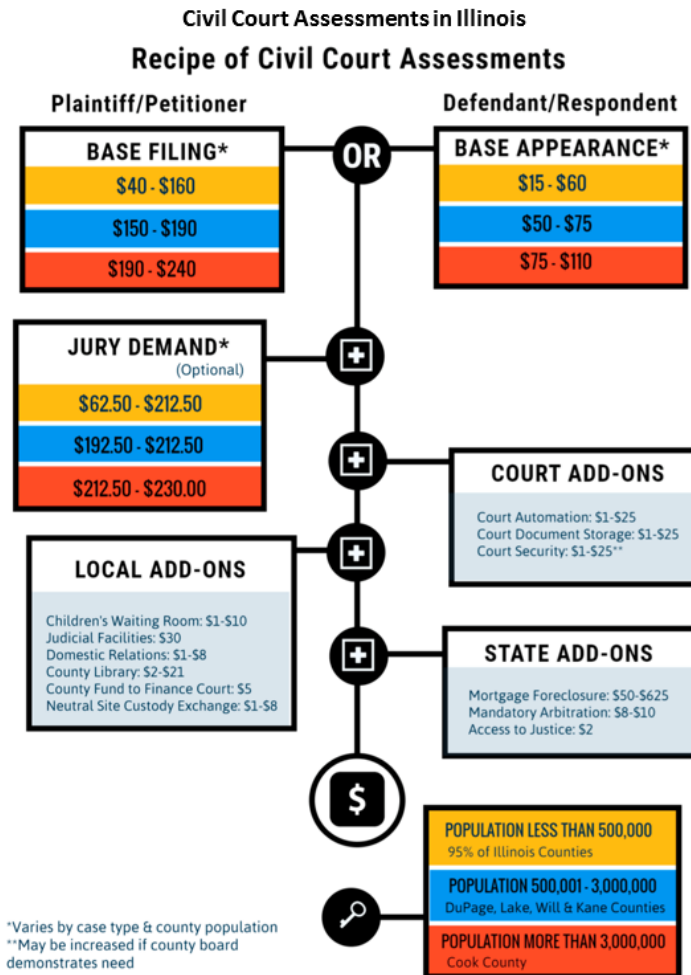 Civil Court Assessments in Illinois
Recipe of Civil Court Assessments
Plaintiff/Petitioner
Defendant/Respondent
BASE FILING*
$40 - $160
$150 - $190
$190 - $240
OR
BASE APPEARANCE*
$15 - $60
$50 - $75
$75 - $110
JURY DEMAND*
(Optional)
$62.50 - $212.50
$192.50 - $212.50
$212.50 - $230.00
COURT ADD-ONS
Court Automation: $1-$25
Court Document Storage: $1-$25
Court Security: $1-$25**
LOCAL ADD-ONS
Children's Waiting Room: $1-$10
Judicial Facilities: $30
Domestic Relations: $1-$8
County Library: $2-$21
County Fund to Finance Court: $5
Neutral Site Custody Exchange: $1-$8
STATE ADD-ONS
Mortgage Foreclosure: $50-$625
Mandatory Arbitration: $8-$10
Access to Justice: $2
$
POPULATION LESS THAN 500,000
95% of Illinois Counties
POPULATION 500,001 - 3,000,000
DuPage, Lake, Will & Kane Counties
POPULATION MORE THAN 3,000,000
Cook County
*Varies by case type & county population
**May be increased if county board
demonstrates need